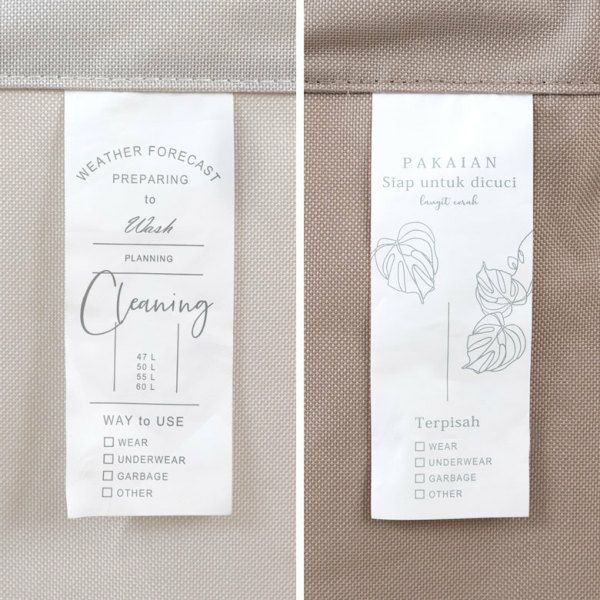 WEATHER FORECAST
PREPARING
to
Wash
PLANNING
Cleaning
47 L
50 L
55 L
60 L
WAY to USE
WEAR
UNDERWEAR
GARBAGE
OTHER
PAKAIAN
Siap untuk dicuci
langit cerah
Terpisah
WEAR
UNDERWEAR
GARBAGE
OTHER